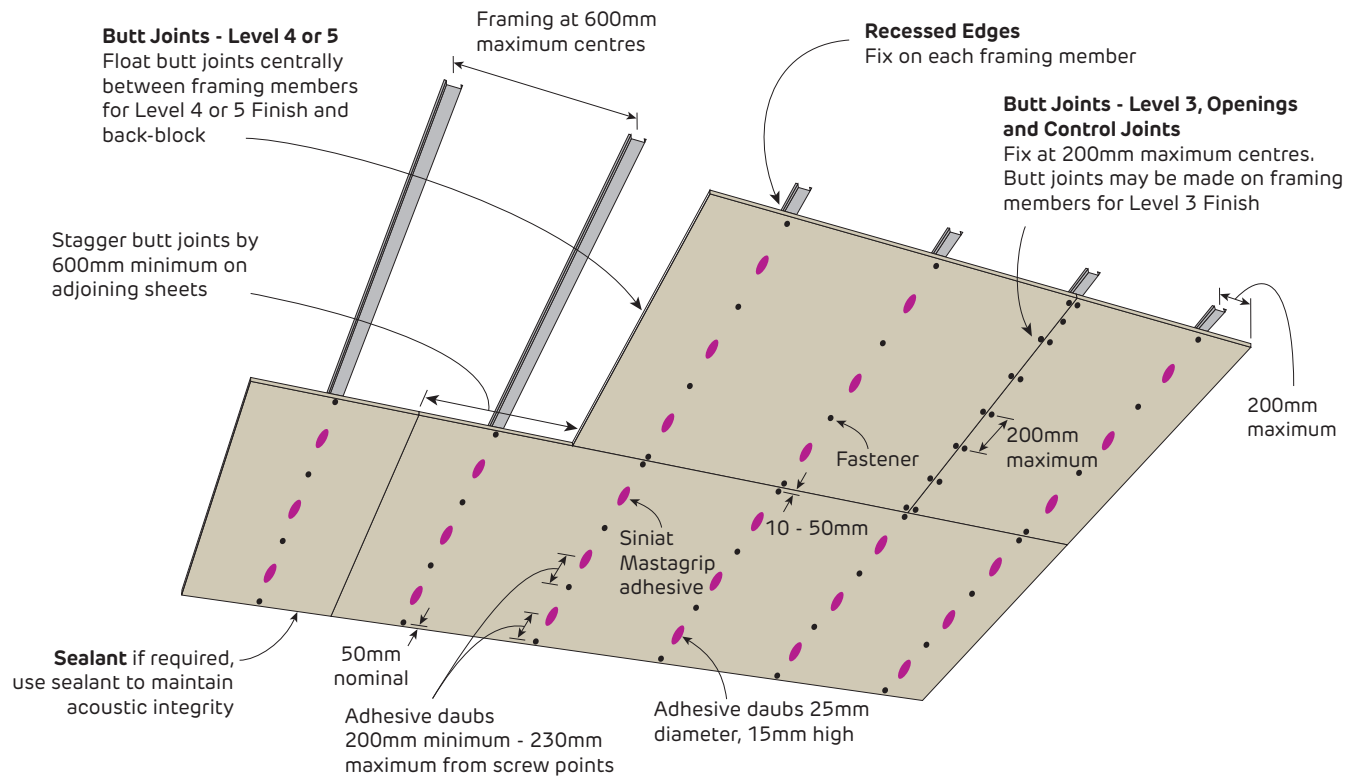 Butt Joints - Level 4 or 5
Float butt joints centrally
between framing members
for Level 4 or 5 Finish and
back-block
Framing at 600mm
maximum centres
Recessed Edges
Fix on each framing member
Butt Joints - Level 3, Openings
and Control Joints
Fix at 200mm maximum centres.
Butt joints may be made on framing
members for Level 3 Finish
Stagger butt joints by
600mm minimum on
adjoining sheets
200mm
maximum
200mm
maximum
Fastener
10 - 50mm
Siniat
Mastagrip
adhesive
Sealant if required,
use sealant to maintain
acoustic integrity
50mm
nominal
Adhesive daubs
200mm minimum - 230mm
maximum from screw points
Adhesive daubs 25mm
diameter, 15mm high